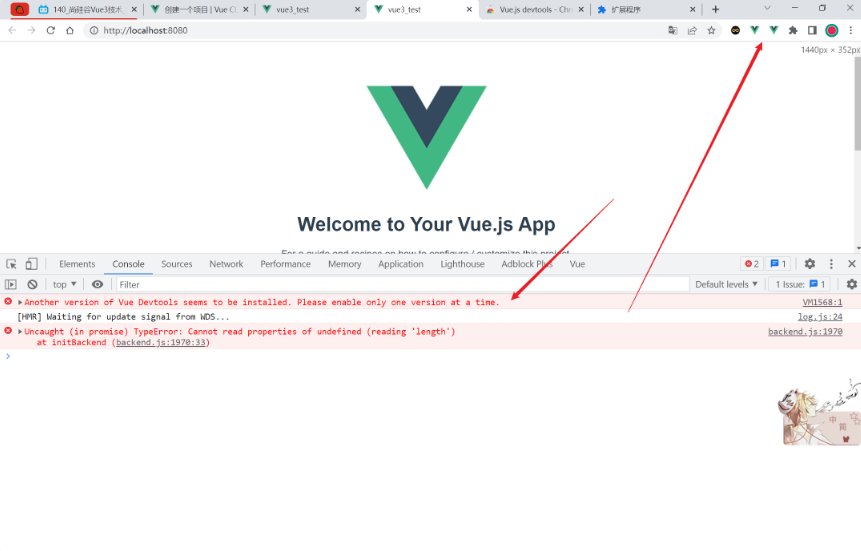 140_尚硅谷Vue3技术
创建一个项目 | Vue C
vue3_test
vue3_test
Vue.js devtools - Chr
扩展程序
http://localhost:8080
1440px × 352px
Welcome to Your Vue.js App
For a guide and recipes on how to configure / customize this project,
Elements Console Sources Network Performance Memory Application Lighthouse Adblock Plus Vue
2 1
top Filter Default levels 1 Issue: 1
Another version of Vue Devtools seems to be installed. Please enable only one version at a time. VM1568:1
[HMR] Waiting for update signal from WDS... log.js:24
Uncaught (in promise) TypeError: Cannot read properties of undefined (reading 'length') backend.js:1970
at initBackend (backend.js:1970:33)
中
简